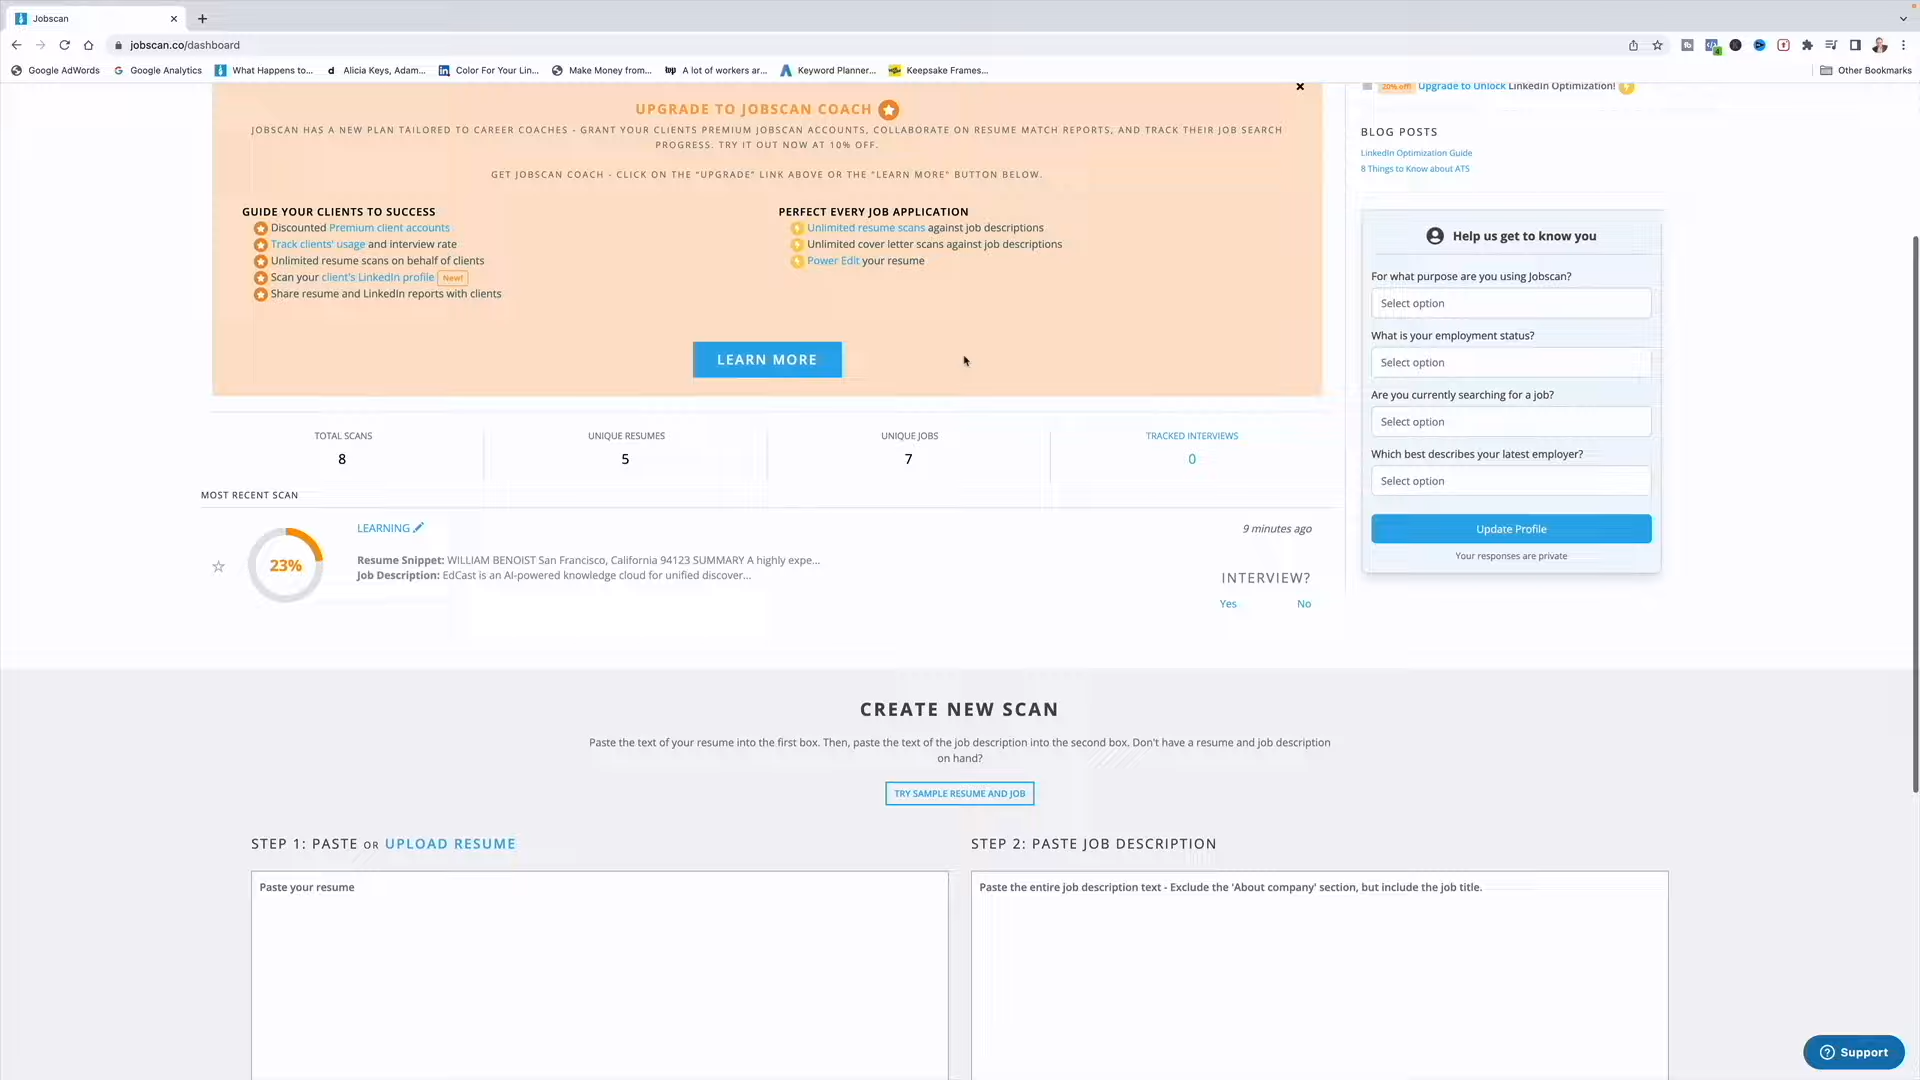 Jobscan
jobscan.co/dashboard
Google AdWords
Google Analytics
What Happens to...
Alicia Keys, Adam...
Color For Your Lin...
Make Money from...
A lot of workers ar...
Keyword Planner...
Keepsake Frames...
Other Bookmarks
UPGRADE TO JOBSCAN COACH
JOBSCAN HAS A NEW PLAN TAILORED TO CAREER COACHES - GRANT YOUR CLIENTS PREMIUM JOBSCAN ACCOUNTS, COLLABORATE ON RESUME MATCH REPORTS, AND TRACK THEIR JOB SEARCH
PROGRESS. TRY IT OUT NOW AT 10% OFF.
GET JOBSCAN COACH - CLICK ON THE "UPGRADE" LINK ABOVE OR THE "LEARN MORE" BUTTON BELOW.
GUIDE YOUR CLIENTS TO SUCCESS
Discounted Premium client accounts
Track clients' usage and interview rate
Unlimited resume scans on behalf of clients
Scan your client's LinkedIn profile New!
Share resume and LinkedIn reports with clients
PERFECT EVERY JOB APPLICATION
Unlimited resume scans against job descriptions
Unlimited cover letter scans against job descriptions
Power Edit your resume
LEARN MORE
20% off! Upgrade to Unlock LinkedIn Optimization!
BLOG POSTS
LinkedIn Optimization Guide
8 Things to Know about ATS
Help us get to know you
For what purpose are you using Jobscan?
Select option
What is your employment status?
Select option
Are you currently searching for a job?
Select option
Which best describes your latest employer?
Select option
Update Profile
Your responses are private
TOTAL SCANS
8
UNIQUE RESUMES
5
UNIQUE JOBS
7
TRACKED INTERVIEWS
0
MOST RECENT SCAN
23%
LEARNING
9 minutes ago
Resume Snippet: WILLIAM BENOIST San Francisco, California 94123 SUMMARY A highly expe...
Job Description: EdCast is an AI-powered knowledge cloud for unified discover...
INTERVIEW?
Yes No
CREATE NEW SCAN
Paste the text of your resume into the first box. Then, paste the text of the job description into the second box. Don't have a resume and job description
on hand?
TRY SAMPLE RESUME AND JOB
STEP 1: PASTE OR UPLOAD RESUME
Paste your resume
STEP 2: PASTE JOB DESCRIPTION
Paste the entire job description text - Exclude the 'About company' section, but include the job title.
Support